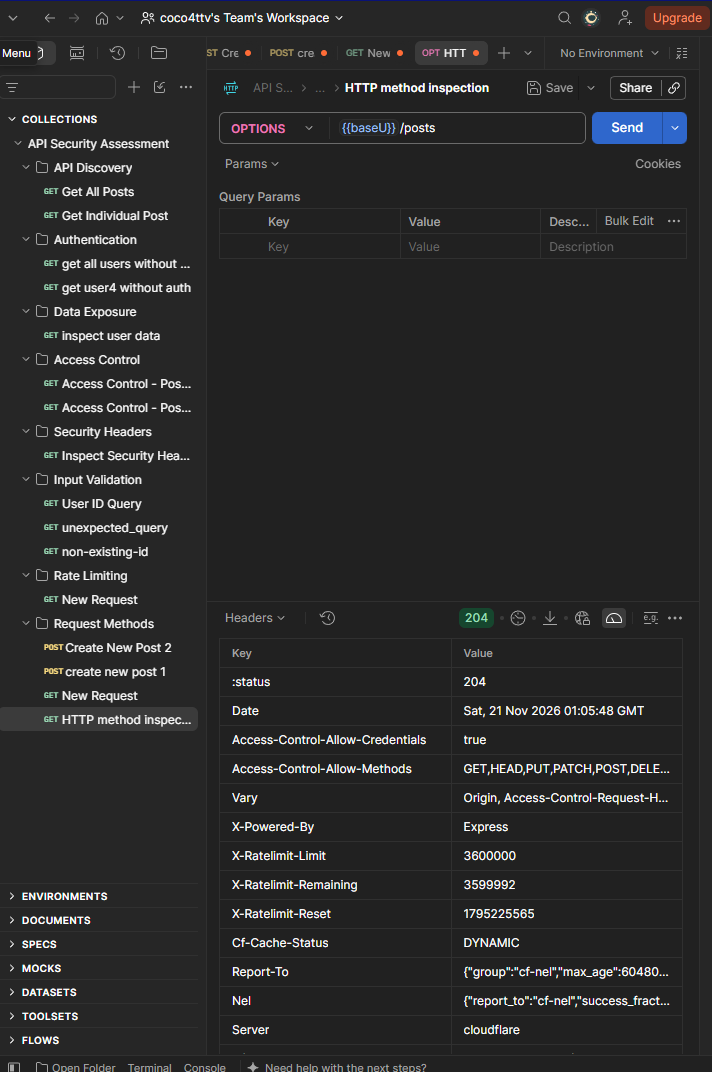 coco4ttv's Team's Workspace
Upgrade
Menu
ST Cre
POST cre
GET New
OPT HTT
No Environment
API S...
...
HTTP method inspection
Save
Share
COLLECTIONS
API Security Assessment
API Discovery
GET Get All Posts
GET Get Individual Post
Authentication
GET get all users without ...
GET get user4 without auth
Data Exposure
GET inspect user data
Access Control
GET Access Control - Pos...
GET Access Control - Pos...
Security Headers
GET Inspect Security Hea...
Input Validation
GET User ID Query
GET unexpected_query
GET non-existing-id
Rate Limiting
GET New Request
Request Methods
POST Create New Post 2
POST create new post 1
GET New Request
GET HTTP method inspec...
ENVIRONMENTS
DOCUMENTS
SPECS
MOCKS
DATASETS
TOOLSETS
FLOWS
HTTP
OPTIONS
{{baseU}} /posts
Send
Params
Cookies
Query Params
Key Value Desc... Bulk Edit
Key Value Description
Headers
204
e.g.
Key Value
:status 204
Date Sat, 21 Nov 2026 01:05:48 GMT
Access-Control-Allow-Credentials true
Access-Control-Allow-Methods GET,HEAD,PUT,PATCH,POST,DELE...
Vary Origin, Access-Control-Request-H...
X-Powered-By Express
X-Ratelimit-Limit 3600000
X-Ratelimit-Remaining 3599992
X-Ratelimit-Reset 1795225565
Cf-Cache-Status DYNAMIC
Report-To {"group":"cf-nel","max_age":60480...
Nel {"report_to":"cf-nel","success_fract...
Server cloudflare
Open Folder Terminal Console Need help with the next steps?